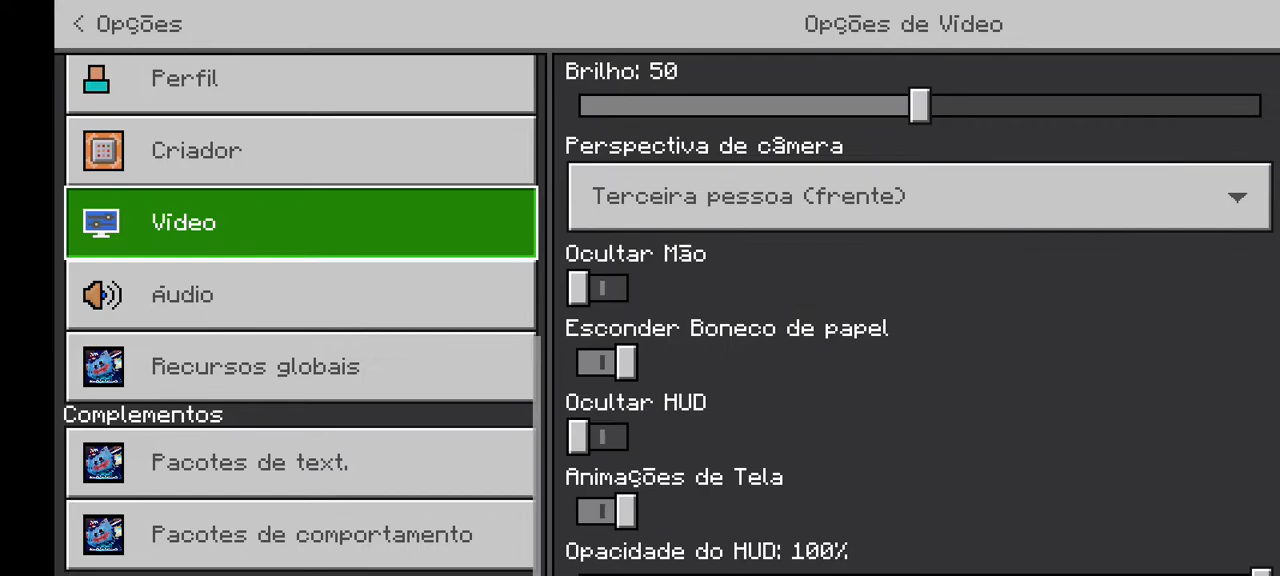 < Opções
Opções de Vídeo
Perfil
Criador
Vídeo
Áudio
Recursos globais
Complementos
Pacotes de text.
Pacotes de comportamento
Brilho: 50
Perspectiva de câmera
Terceira pessoa (frente)
Ocultar Mão
Esconder Boneco de papel
Ocultar HUD
Animações de Tela
Opacidade do HUD: 100%